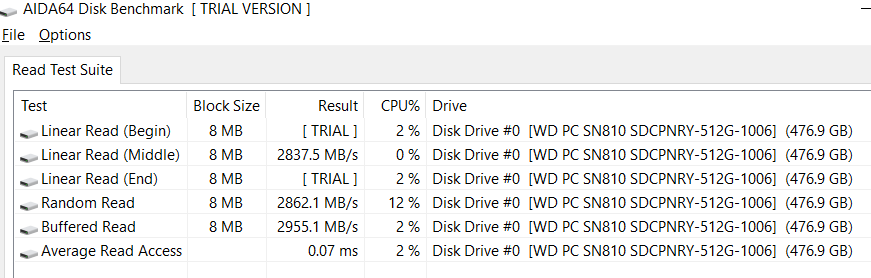 AIDA64 Disk Benchmark [ TRIAL VERSION ]
File Options
Read Test Suite
Test Block Size Result CPU% Drive
Linear Read (Begin) 8 MB [ TRIAL ] 2 % Disk Drive #0 [WD PC SN810 SDCPNRY-512G-1006] (476.9 GB)
Linear Read (Middle) 8 MB 2837.5 MB/s 0 % Disk Drive #0 [WD PC SN810 SDCPNRY-512G-1006] (476.9 GB)
Linear Read (End) 8 MB [ TRIAL ] 2 % Disk Drive #0 [WD PC SN810 SDCPNRY-512G-1006] (476.9 GB)
Random Read 8 MB 2862.1 MB/s 12 % Disk Drive #0 [WD PC SN810 SDCPNRY-512G-1006] (476.9 GB)
Buffered Read 8 MB 2955.1 MB/s 2 % Disk Drive #0 [WD PC SN810 SDCPNRY-512G-1006] (476.9 GB)
Average Read Access 0.07 ms 2 % Disk Drive #0 [WD PC SN810 SDCPNRY-512G-1006] (476.9 GB)